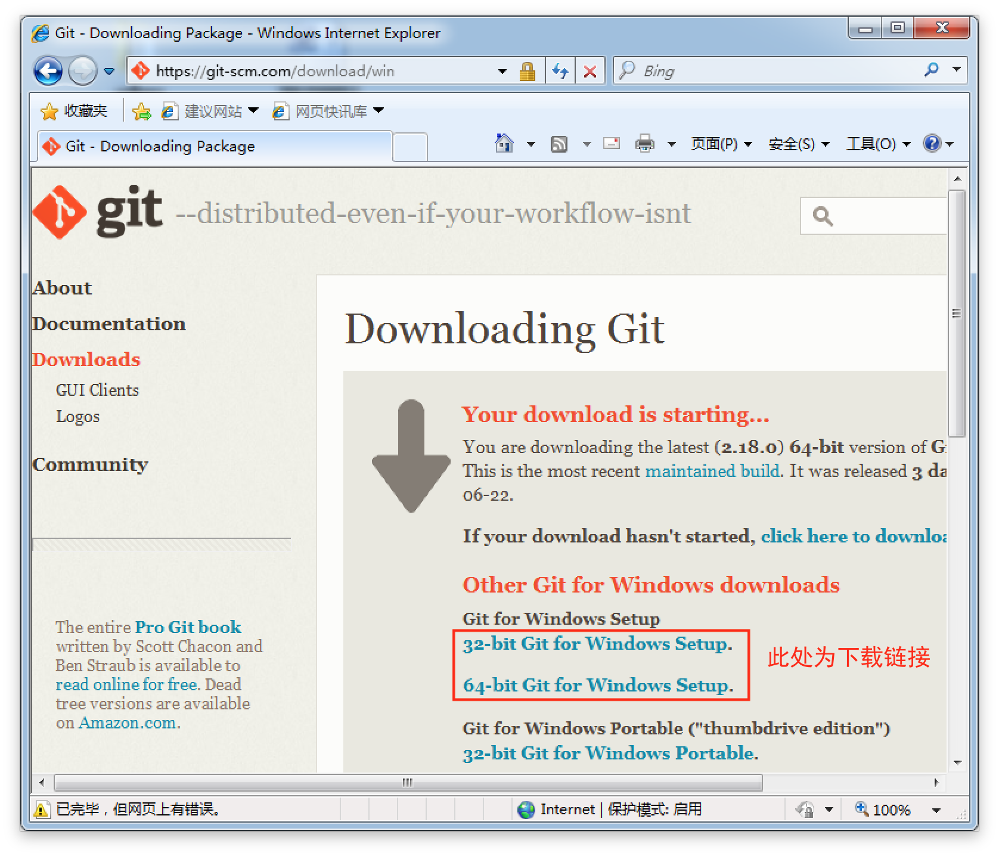 Git - Downloading Package - Windows Internet Explorer
https://git-scm.com/download/win
Bing
收藏夹
建议网站
网页快讯库
Git - Downloading Package
页面(P)
安全(S)
工具(O)
git --distributed-even-if-your-workflow-isnt
About
Documentation
Downloads
GUI Clients
Logos
Community
The entire Pro Git book
written by Scott Chacon and
Ben Straub is available to
read online for free. Dead
tree versions are available
on Amazon.com.
Downloading Git
Your download is starting...
You are downloading the latest (2.18.0) 64-bit version of
This is the most recent maintained build. It was released 3
06-22.
If your download hasn't started, click here to
Other Git for Windows downloads
Git for Windows Setup
32-bit Git for Windows Setup.
此处为下载链接
64-bit Git for Windows Setup.
Git for Windows Portable ("thumbdrive edition")
32-bit Git for Windows Portable.
已完毕，但网页上有错误。
Internet | 保护模式: 启用
100%